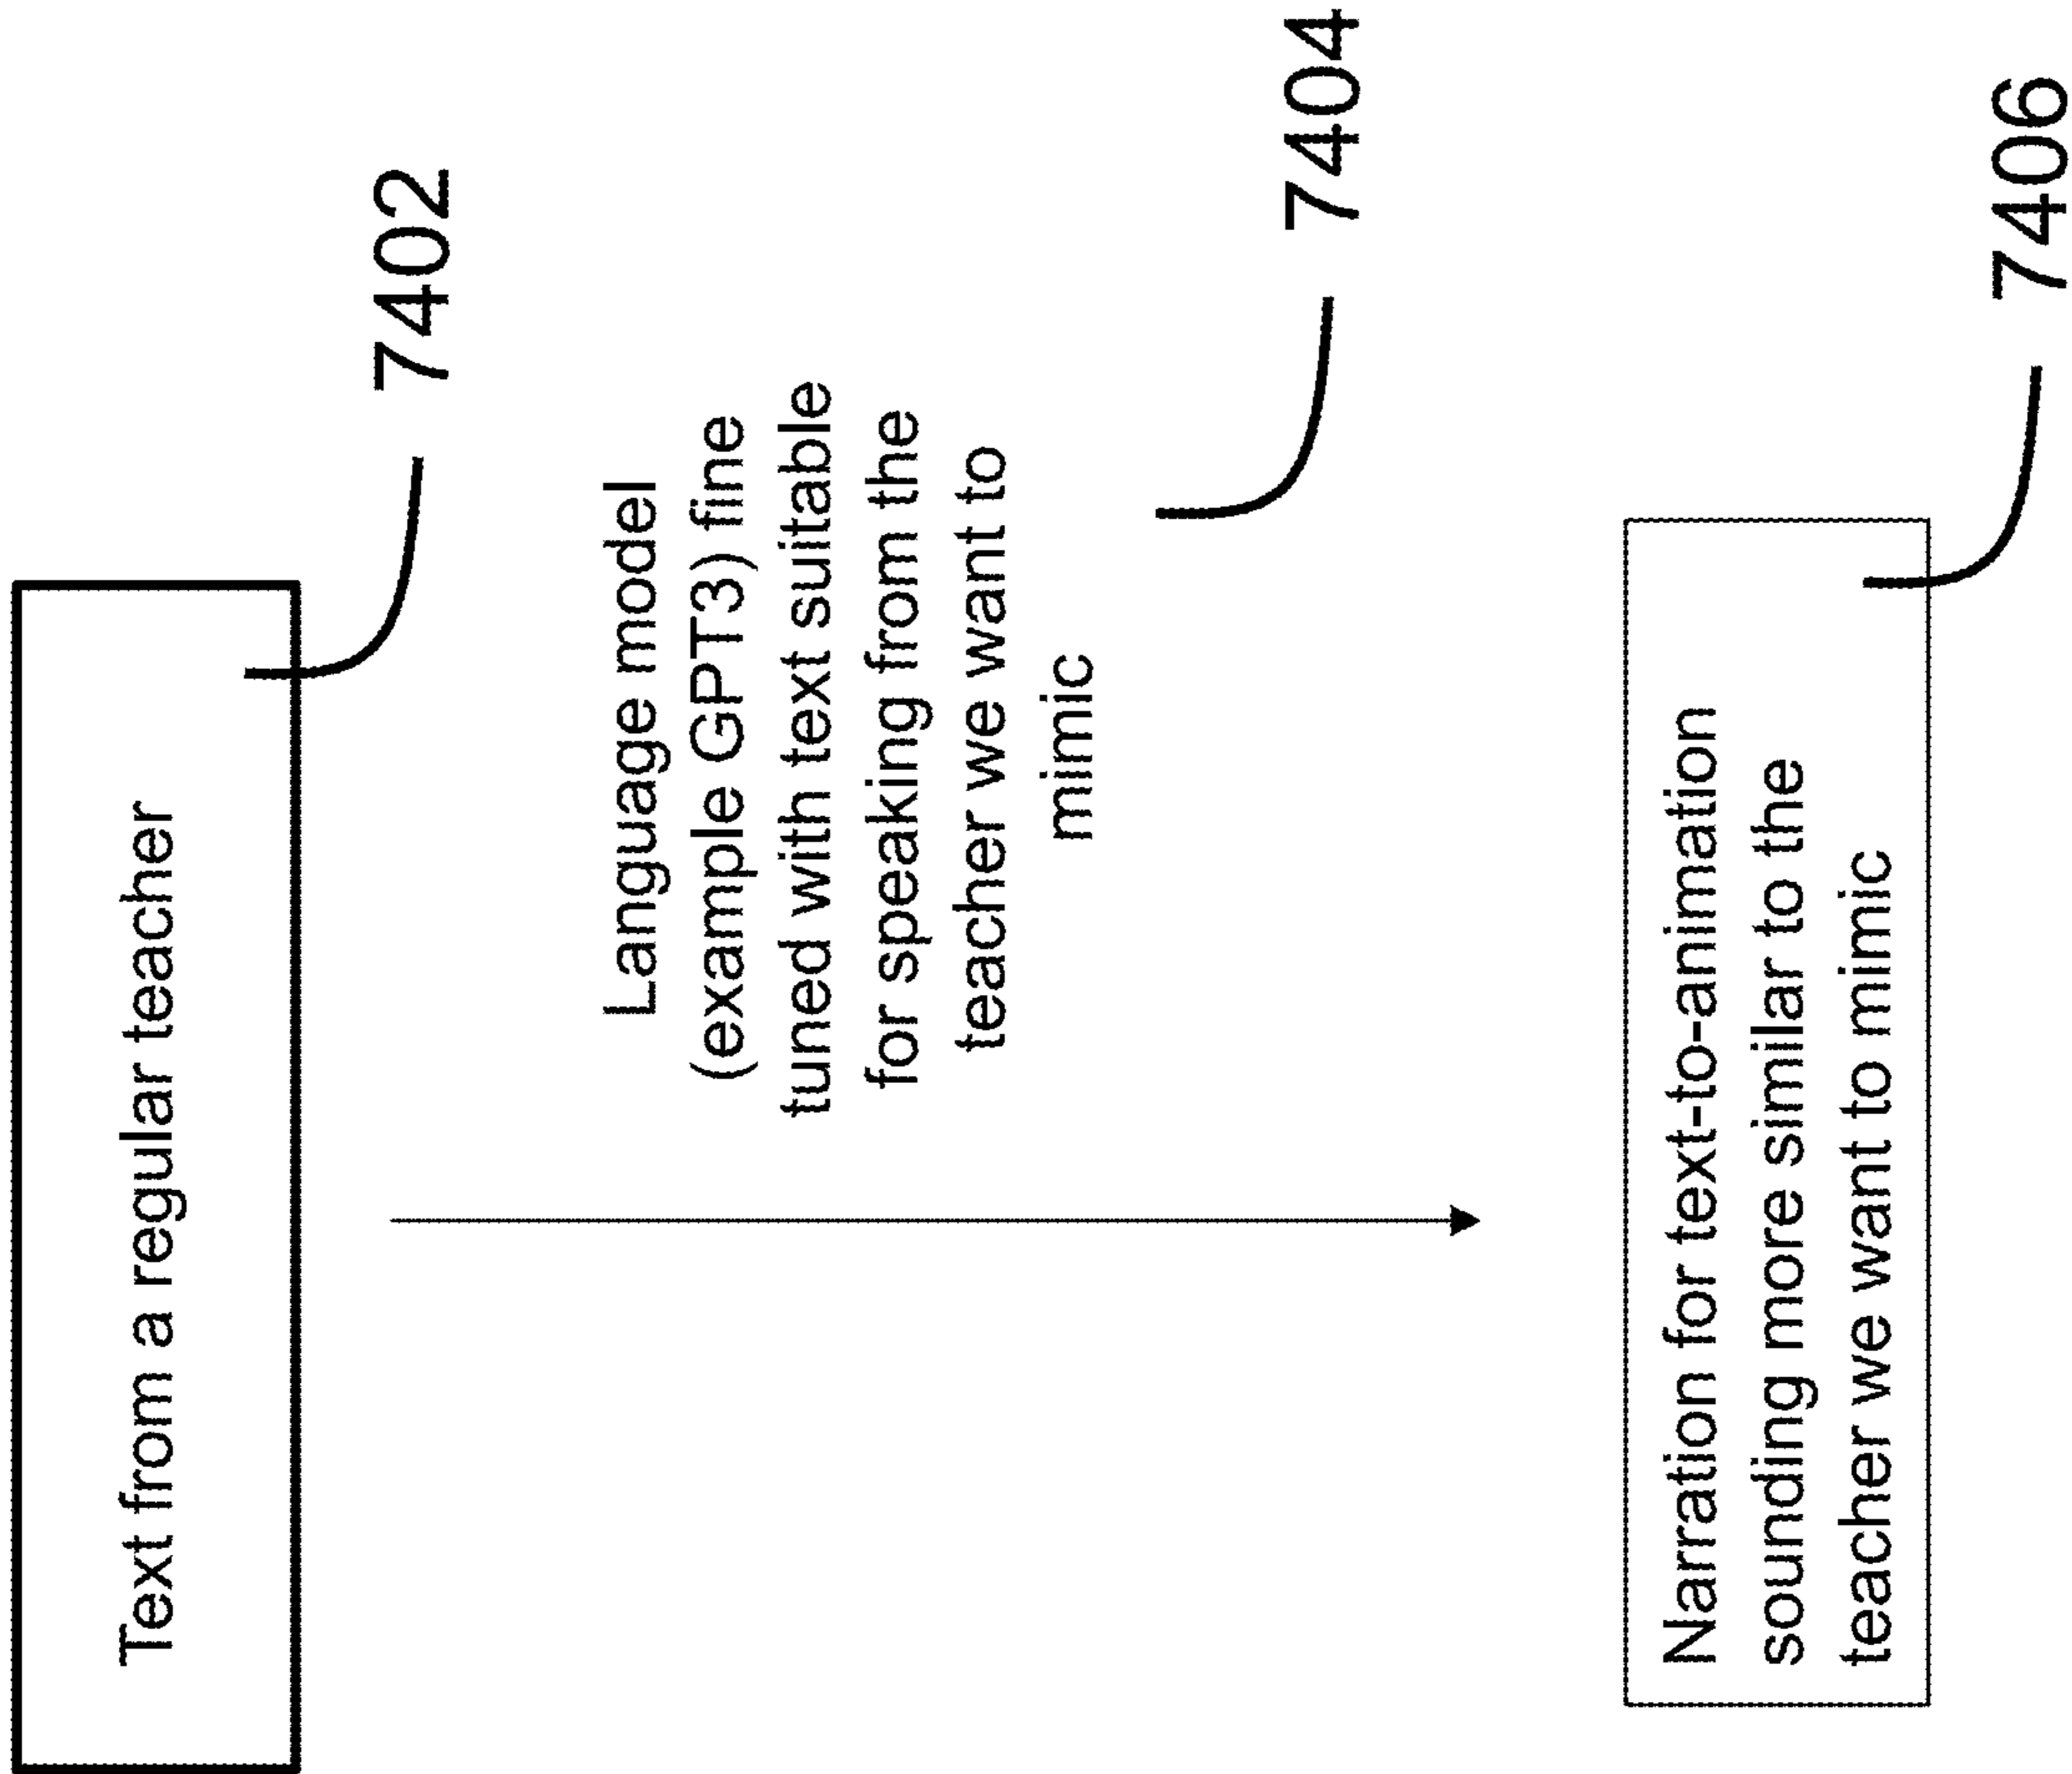 Text from a regular teacher
7402
Language model
(example GPT3) fine
tuned with text suitable
for speaking from the
teacher we want to
mimic
7404
Narration for text-to-animation
sounding more similar to the
teacher we want to mimic
7406